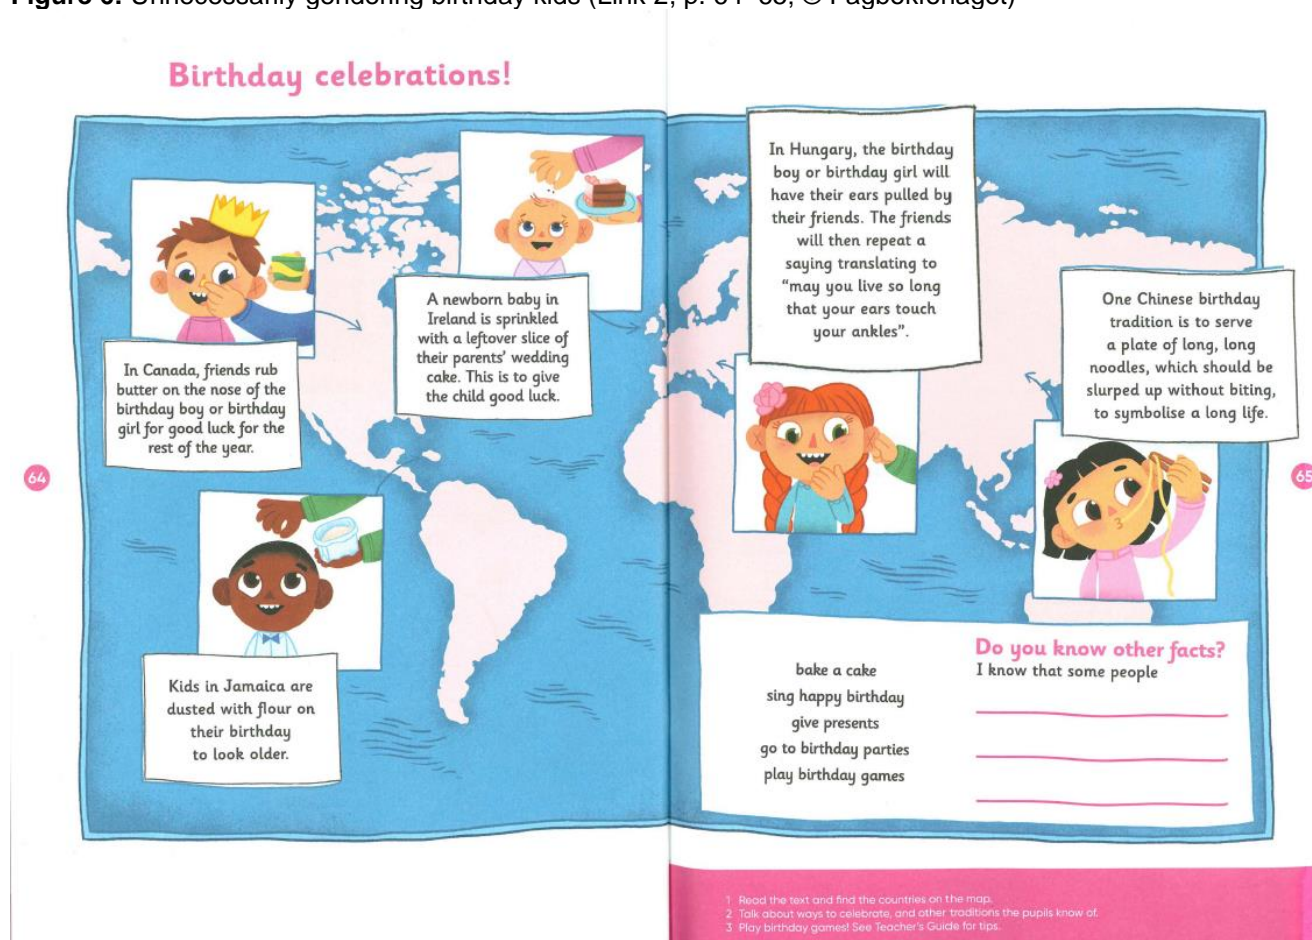 Unnecessarily gendering birthday kids (Link 2, p. 64–65, © Fagbokforlaget)
Birthday celebrations!
In Canada, friends rub
butter on the nose of the
birthday boy or birthday
girl for good luck for the
rest of the year.
A newborn baby in
Ireland is sprinkled
with a leftover slice of
their parents' wedding
cake. This is to give
the child good luck.
In Hungary, the birthday
boy or birthday girl will
have their ears pulled by
their friends. The friends
will then repeat a
saying translating to
“may you live so long
that your ears touch
your ankles”.
One Chinese birthday
tradition is to serve
a plate of long, long
noodles, which should be
slurped up without biting,
to symbolise a long life.
64
65
Kids in Jamaica are
dusted with flour on
their birthday
to look older.
bake a cake
sing happy birthday
give presents
go to birthday parties
play birthday games
Do you know other facts?
I know that some people
1 Read the text and find the countries on the map.
2 Talk about ways to celebrate, and other traditions the pupils know of.
3 Play birthday games! See Teacher's Guide for tips.